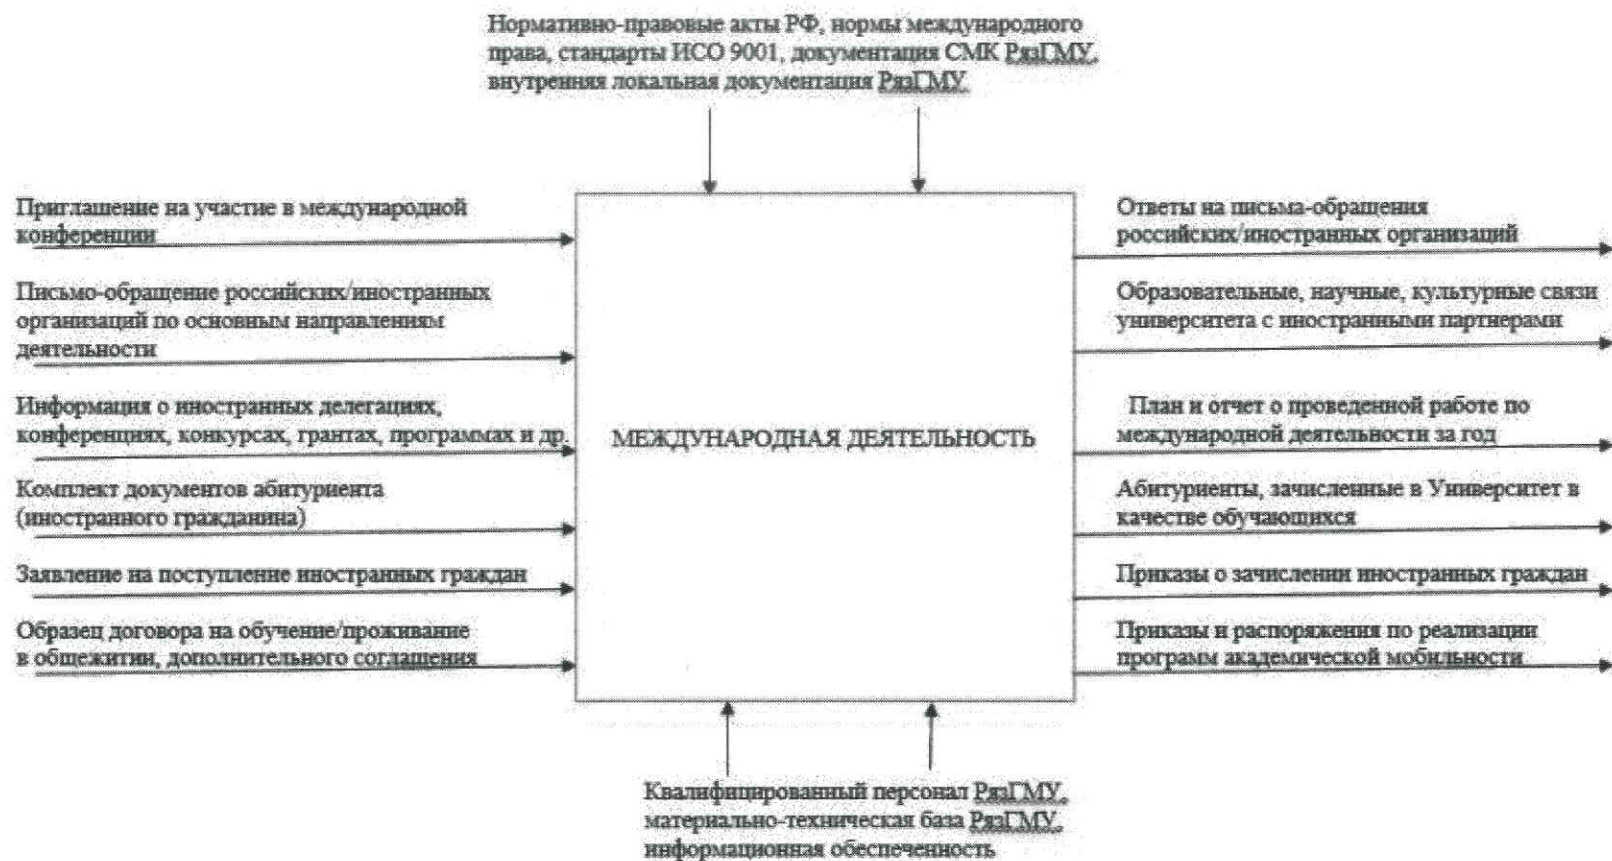 Нормативно-правовые акты РФ, нормы международного
права, стандарты ИСО 9001, документация СМК РязГМУ,
внутренняя локальная документация РязГМУ
Приглашение на участие в международной
конференции
Письмо-обращение российских/иностранных
организаций по основным направлениям
деятельности
Информация о иностранных делегациях,
конференциях, конкурсах, грантах, программах и др
Комплект документов абитуриента
(иностранного гражданина)
Заявление на поступление иностранных граждан
Образец договора на обучение/проживание
в общежитии, дополнительного соглашения
МЕЖДУНАРОДНАЯ ДЕЯТЕЛЬНОСТЬ
Ответы на письма-обращения
российских/иностранных организаций
Образовательные, научные, культурные связи
университета с иностранными партнерами
План и отчет о проведенной работе по
международной деятельности за год
Абитуриенты, зачисленные в Университет в
качестве обучающихся
Приказы о зачислении иностранных граждан
Приказы и распоряжения по реализации
программ академической мобильности
Квалифицированный персонал РязГМУ,
материально-техническая база РязГМУ,
информационная обеспеченность